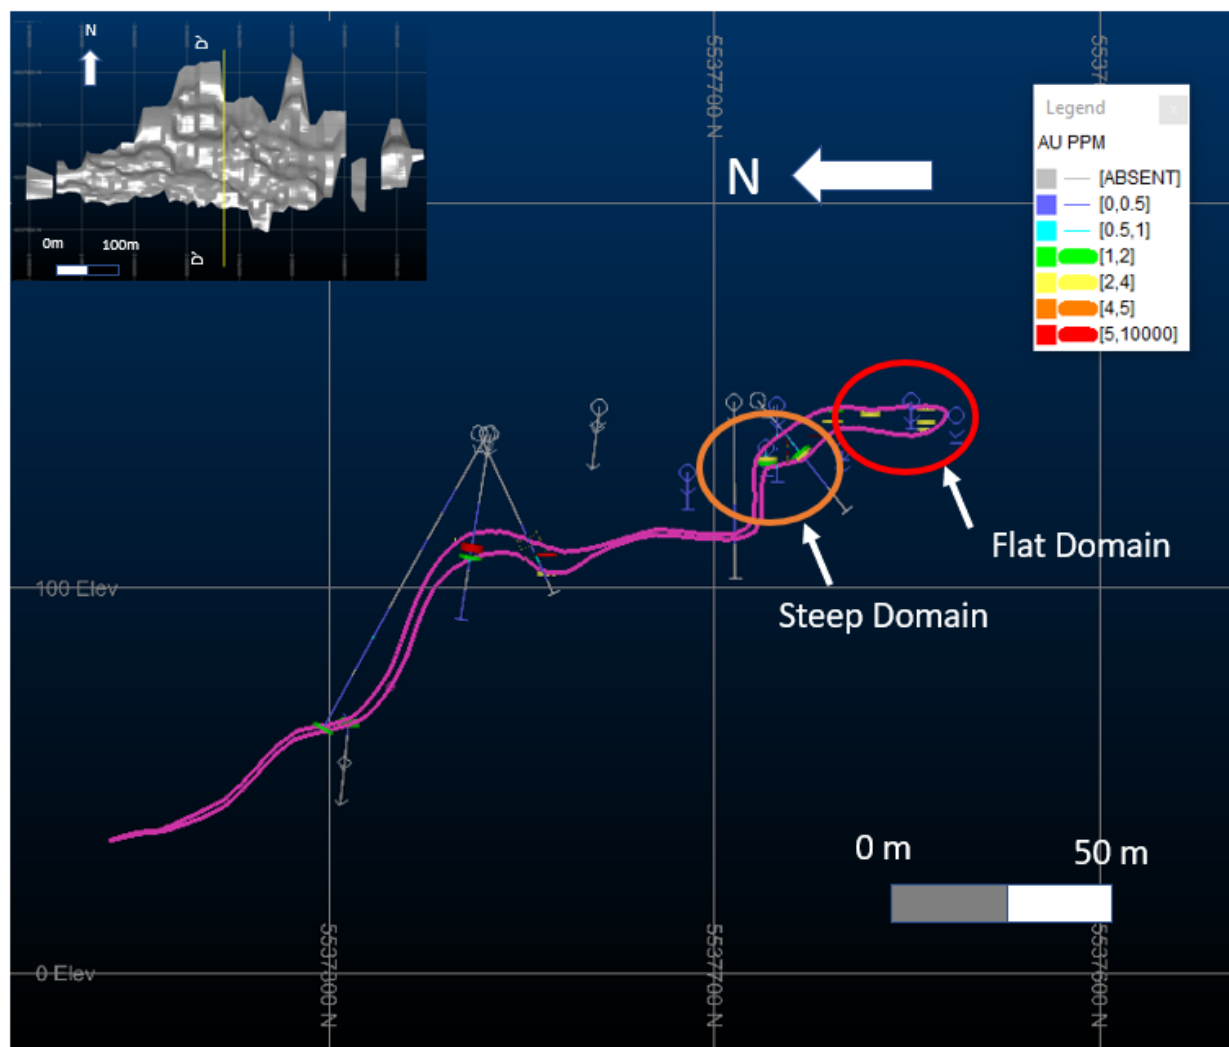 N
D'
D'
0m 100m
5537700 N
N
Legend
AU PPM
[ABSENT]
[0,0.5]
[0.5,1]
[1,2]
[2,4]
[4,5]
[5,10000]
Flat Domain
Steep Domain
100 Elev
0 m 50 m
0 Elev
5537800 N
5537700 N
5537600 N